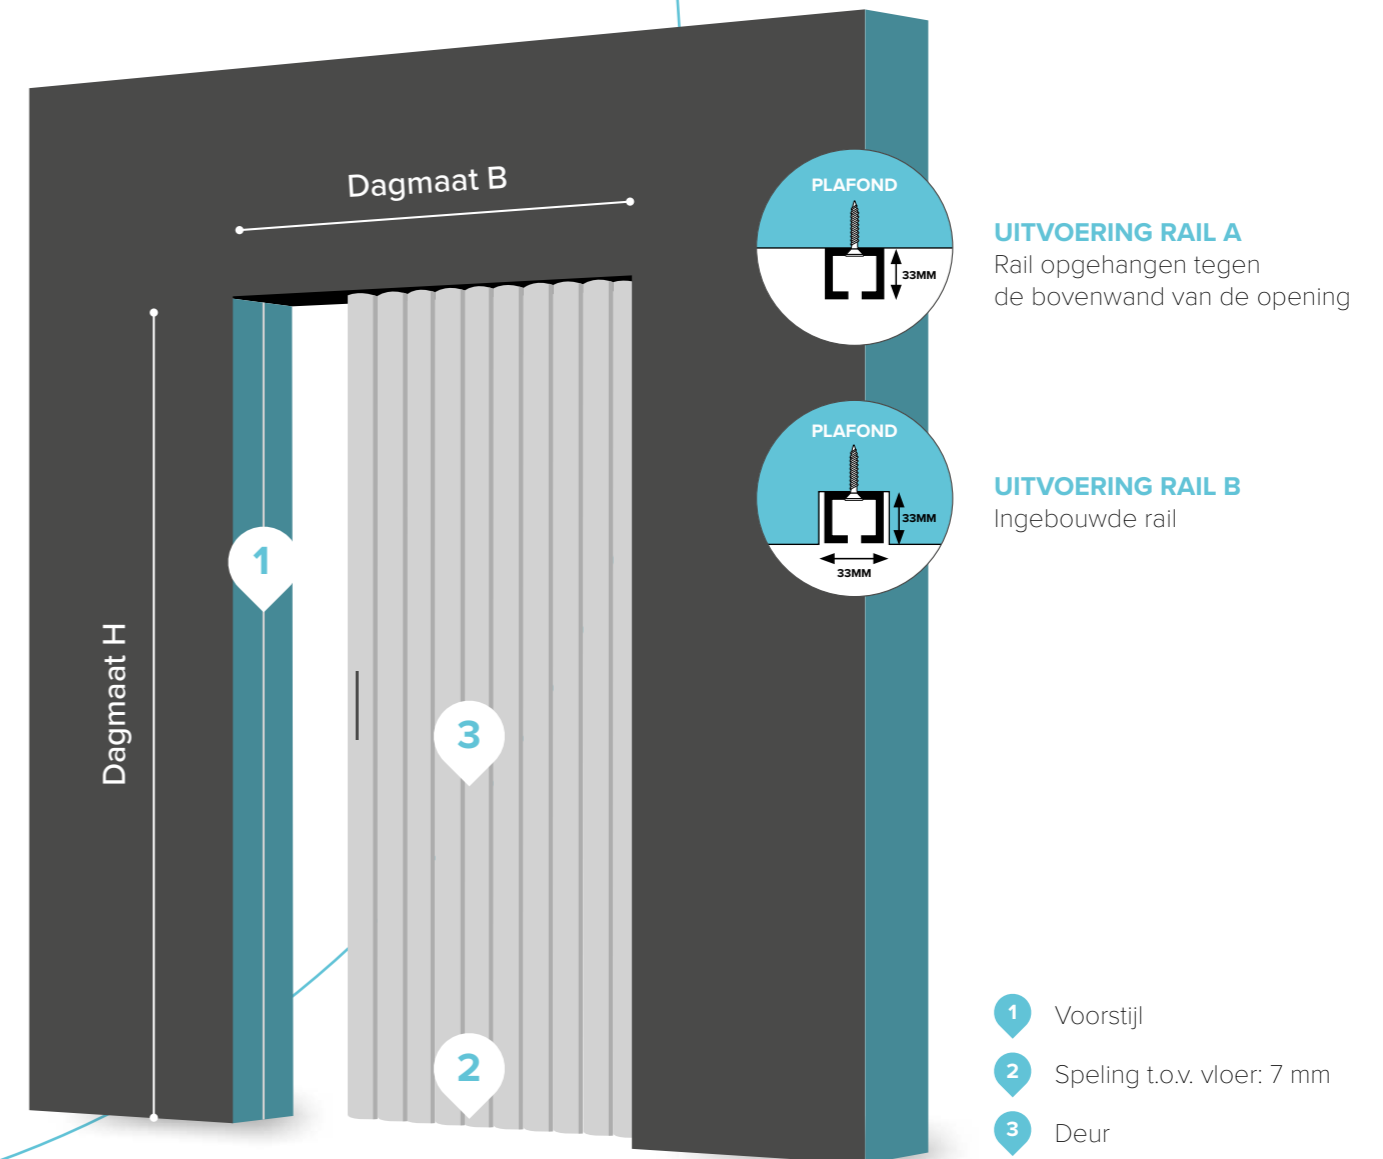 Dagmaat B
Dagmaat H
PLAFOND
33MM
UITVOERING RAIL A
Rail opgehangen tegen
de bovenwand van de opening
PLAFOND
33MM
33MM
UITVOERING RAIL B
Ingebouwde rail
1
3
2
1 Voorstijl
2 Speling t.o.v. vloer: 7 mm
3 Deur